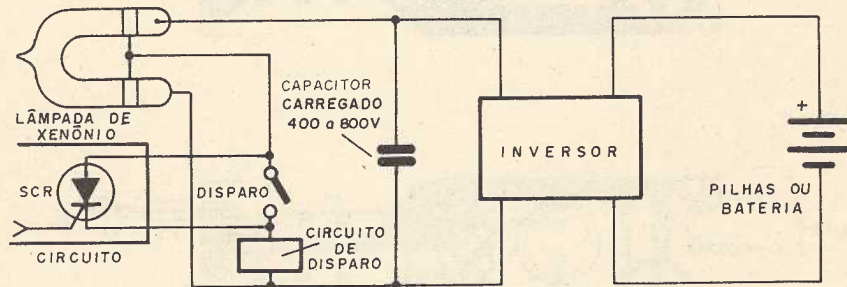 LÂMPADA DE
XENÔNIO
SCR
CIRCUITO
DISPARO
CIRCUITO
DE
DISPARO
CAPACITOR
CARREGADO
400 a 800V
INVERSOR
+
PILHAS OU
BATERIA